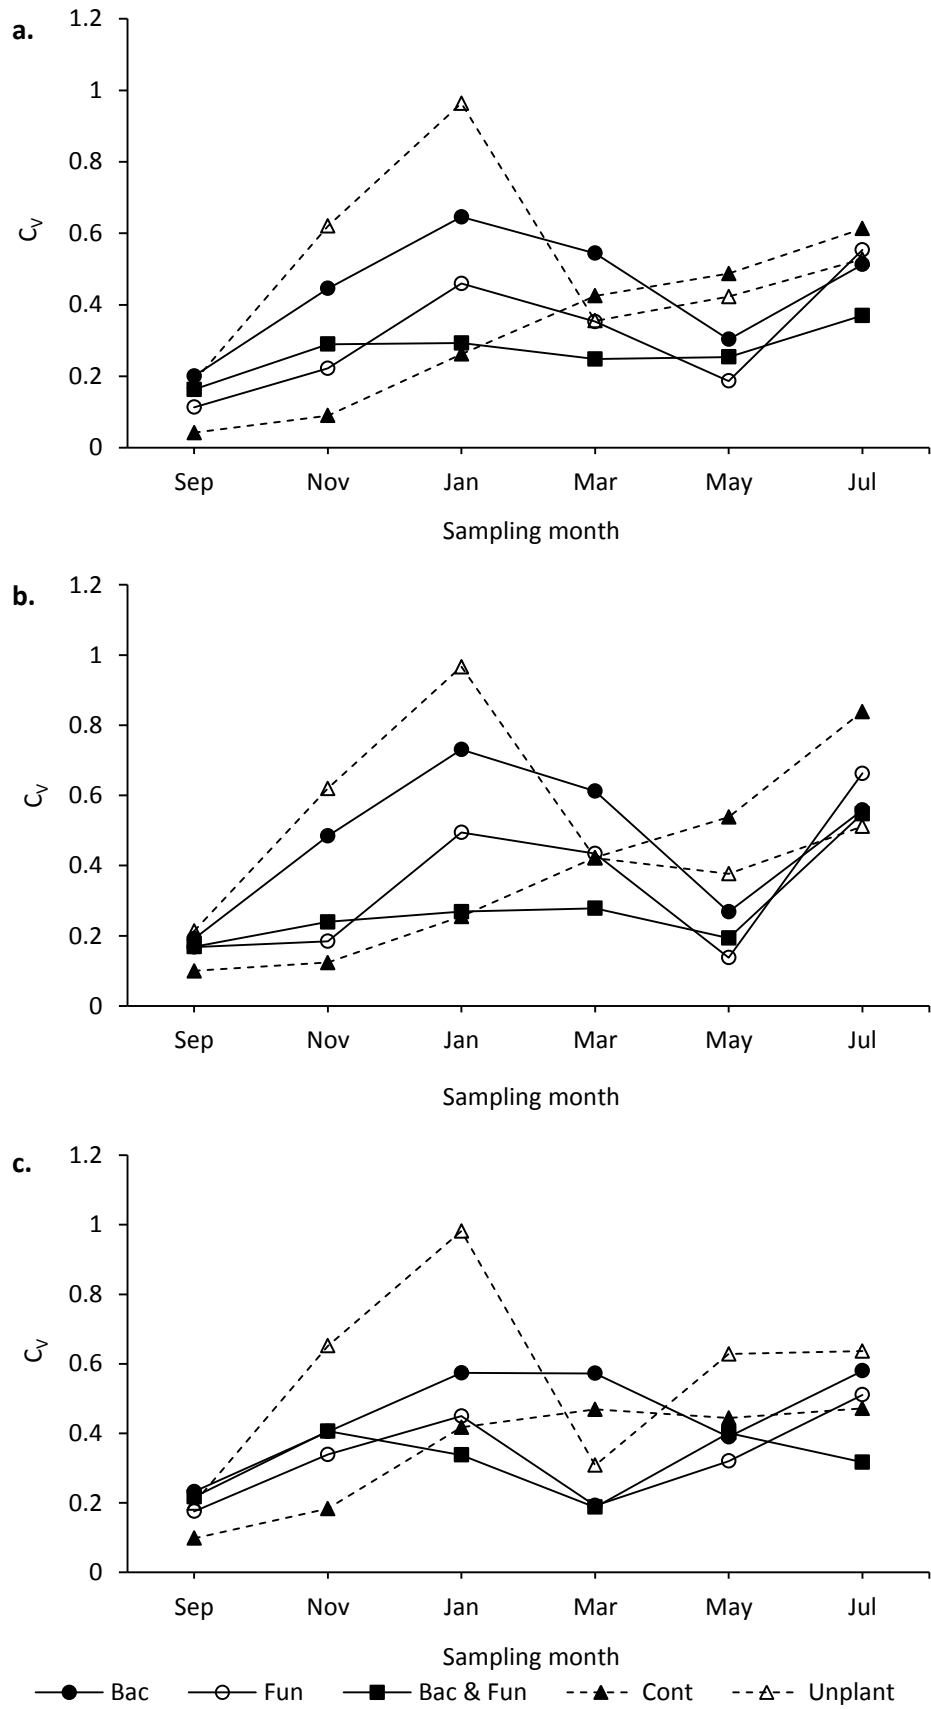 a.
1.2
1
0.8
0.6
0.4
0.2
0
CV
Sep Nov Jan Mar May Jul
Sampling month
b.
1.2
1
0.8
0.6
0.4
0.2
0
CV
Sep Nov Jan Mar May Jul
Sampling month
c.
1.2
1
0.8
0.6
0.4
0.2
0
CV
Sep Nov Jan Mar May Jul
Sampling month
Bac Fun Bac & Fun Cont Unplant